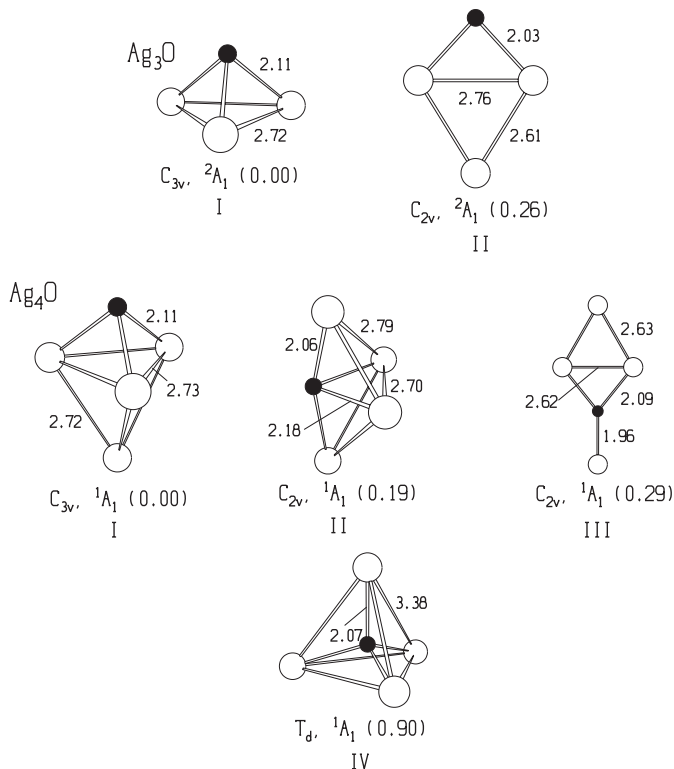 Ag₃O
2.11
2.72
C₃ᵥ, ²A₁ (0.00)
I
2.03
2.76
2.61
C₂ᵥ, ²A₁ (0.26)
II
Ag₄O
2.11
2.73
2.72
C₃ᵥ, ¹A₁ (0.00)
I
2.79
2.06
2.70
2.18
C₂ᵥ, ¹A₁ (0.19)
II
2.63
2.62
2.09
1.96
C₂ᵥ, ¹A₁ (0.29)
III
3.38
2.07
T_d, ¹A₁ (0.90)
IV